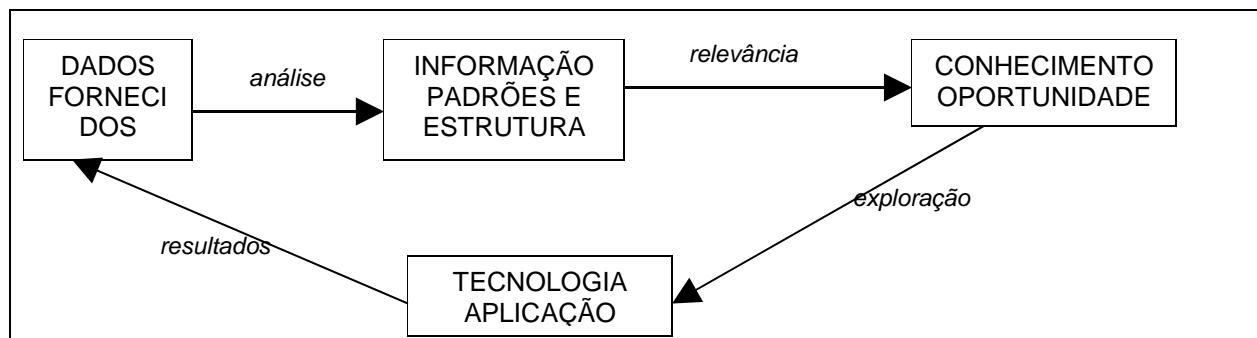 DADOS
FORNECI
DOS
análise
INFORMAÇÃO
PADRÕES E
ESTRUTURA
relevância
CONHECIMENTO
OPORTUNIDADE
exploração
resultados
TECNOLOGIA
APLICAÇÃO